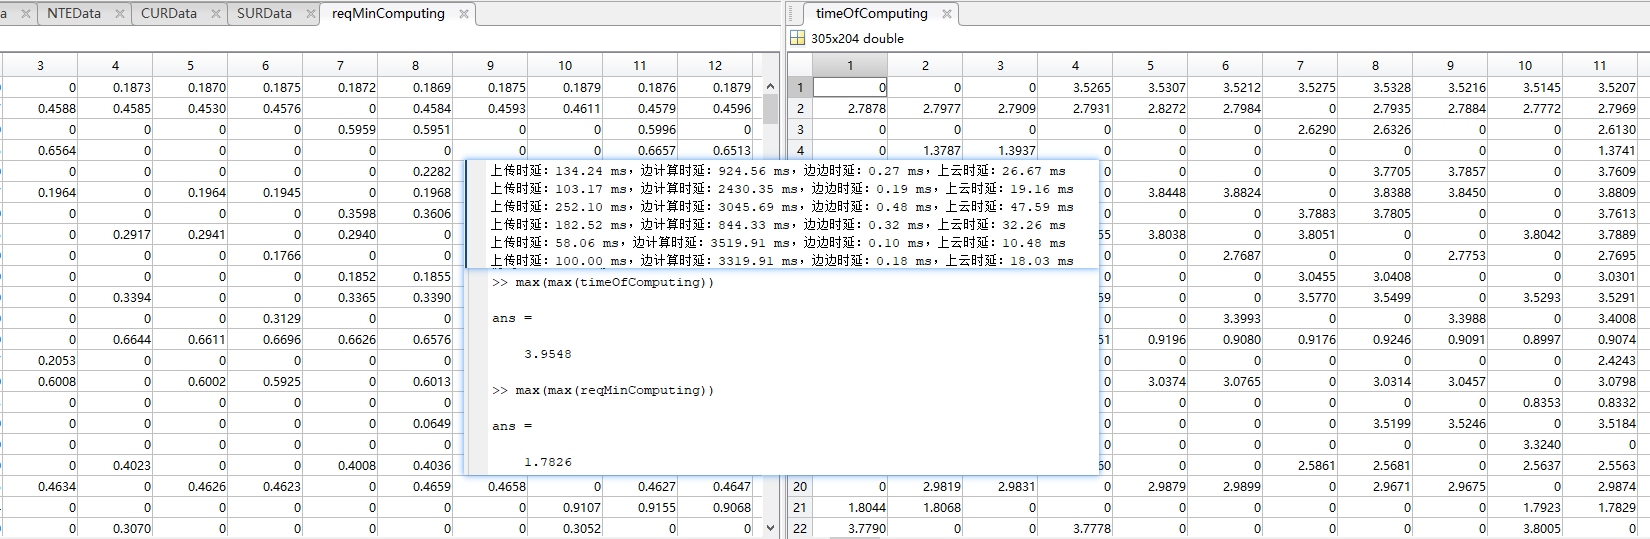 a NTEData CURData SURData reqMinComputing timeOfComputing
305x204 double
3 4 5 6 7 8 9 10 11 12 1 2 3 4 5 6 7 8 9 10 11
0 0.1873 0.1870 0.1875 0.1872 0.1869 0.1875 0.1879 0.1876 0.1879 1 0 0 0 3.5265 3.5307 3.5212 3.5275 3.5328 3.5216 3.5145 3.5207
0.4588 0.4585 0.4530 0.4576 0 0.4584 0.4593 0.4611 0.4579 0.4596 2 2.7878 2.7977 2.7909 2.7931 2.8272 2.7984 0 2.7935 2.7884 2.7772 2.7969
0 0 0 0 0.5959 0.5951 0 0 0.5996 0 3 0 0 0 0 0 0 2.6290 2.6326 0 0 2.6130
0.6564 0 0 0 0 0 0 0 0.6657 0.6513 4 0 1.3787 1.3937 0 0 0 0 0 0 0 1.3741
0 0 0 0 0 0.2282 上传时延: 134.24 ms, 边计算时延: 924.56 ms, 边边时延: 0.27 ms, 上云时延: 26.67 ms 0 0 0 3.7705 3.7857 0 3.7609
0.1964 0 0.1964 0.1945 0 0.1968 上传时延: 103.17 ms, 边计算时延: 2430.35 ms, 边边时延: 0.19 ms, 上云时延: 19.16 ms 3.8448 3.8824 0 3.8388 3.8450 0 3.8809
0 0 0 0 0.3598 0.3606 上传时延: 252.10 ms, 边计算时延: 3045.69 ms, 边边时延: 0.48 ms, 上云时延: 47.59 ms 0 0 3.7883 3.7805 0 0 3.7613
0 0.2917 0.2941 0 0.2940 0 上传时延: 182.52 ms, 边计算时延: 844.33 ms, 边边时延: 0.32 ms, 上云时延: 32.26 ms 55 3.8038 0 3.8051 0 0 3.8042 3.7889
0 0 0 0.1766 0 0 上传时延: 58.06 ms, 边计算时延: 3519.91 ms, 边边时延: 0.10 ms, 上云时延: 10.48 ms 0 0 2.7687 0 0 2.7753 0 2.7695
0 0 0 0 0.1852 0.1855 上传时延: 100.00 ms, 边计算时延: 3319.91 ms, 边边时延: 0.18 ms, 上云时延: 18.03 ms 0 0 0 3.0455 3.0408 0 0 3.0301
0 0.3394 0 0 0.3365 0.3390 >> max(max(timeOfComputing)) 59 0 0 3.5770 3.5499 0 3.5293 3.5291
0 0 0 0.3129 0 0 ans = 0 0 3.3993 0 0 3.3988 0 3.4008
0 0.6644 0.6611 0.6696 0.6626 0.6576 51 0.9196 0.9080 0.9176 0.9246 0.9091 0.8997 0.9074
0.2053 0 0 0 0 0 3.9548 0 0 0 0 0 0 0 2.4243
0.6008 0 0.6002 0.5925 0 0.6013 >> max(max(reqMinComputing)) 0 3.0374 3.0765 0 3.0314 3.0457 0 3.0798
0 0 0 0 0 0 0 0 0 0 0 0 0.8353 0.8332
0 0 0 0 0 0.0649 ans = 0 0 0 0 3.5199 3.5246 0 3.5184
0 0 0 0 0 0 0 0 0 0 0 0 3.3240 0
0 0.4023 0 0 0.4008 0.4036 1.7826 60 0 0 2.5861 2.5681 0 2.5637 2.5563
0.4634 0 0.4626 0.4623 0 0.4659 0.4658 0 0.4627 0.4647 20 0 2.9819 2.9831 0 2.9879 2.9899 0 2.9671 2.9675 0 2.9874
0 0 0 0 0 0 0 0.9107 0.9155 0.9068 21 1.8044 1.8068 0 0 0 0 0 0 0 1.7923 1.7829
0 0.3070 0 0 0 0 0 0.3052 0 0 22 3.7790 0 0 3.7778 0 0 0 0 0 3.8005 0